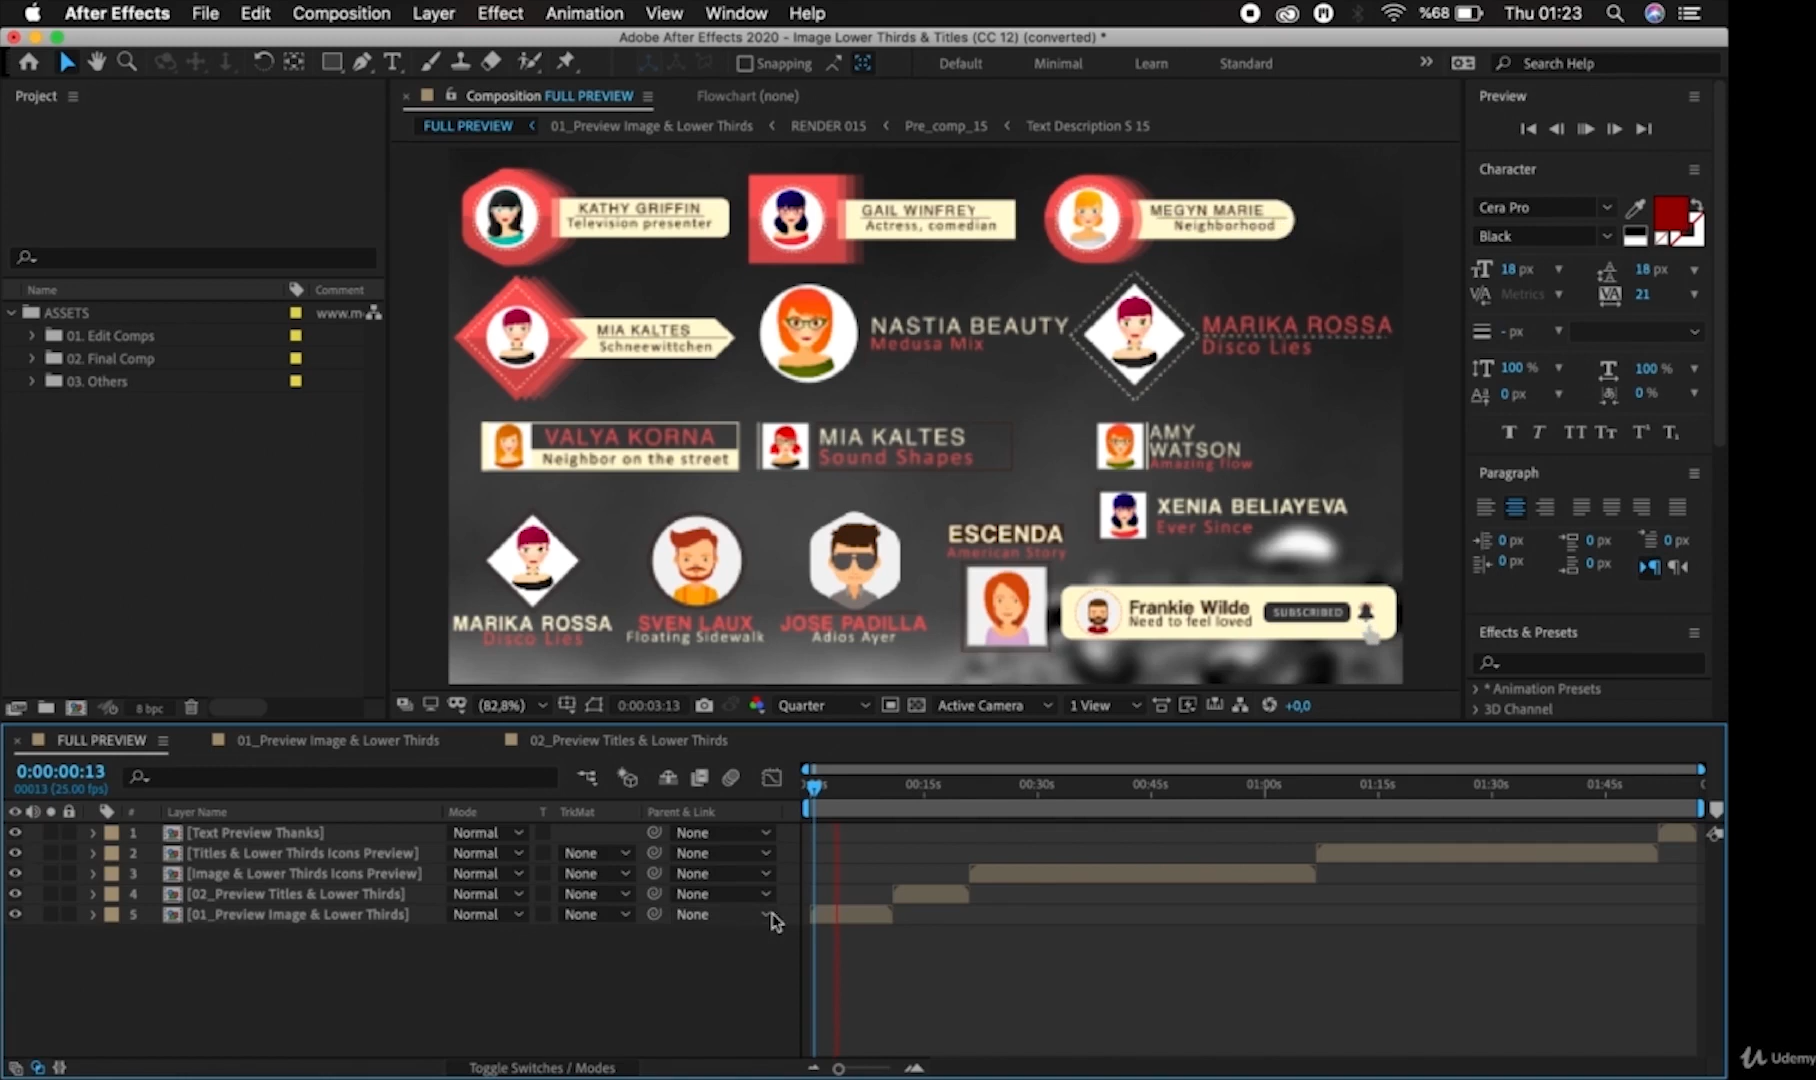 After Effects File Edit Composition Layer Effect Animation View Window Help %68 Thu 01:23
Adobe After Effects 2020 - Image Lower Thirds & Titles (CC 12) (converted) *
Snapping Default Minimal Learn Standard Search Help
Project
Composition FULL PREVIEW Flowchart (none)
FULL PREVIEW 01_Preview Image & Lower Thirds RENDER 015 Pre_comp_15 Text Description S 15
Name Comment
ASSETS www.m
01. Edit Comps
02. Final Comp
03. Others
8 bpc
KATHY GRIFFIN
Television presenter
GAIL WINFREY
Actress, comedian
MEGYN MARIE
Neighborhood
MIA KALTES
Schneewittchen
NASTIA BEAUTY
Medusa Mix
MARIKA ROSSA
Disco Lies
VALYA KORNA
Neighbor on the street
MIA KALTES
Sound Shapes
AMY
WATSON
Amazing flow
XENIA BELIAYEVA
Ever Since
MARIKA ROSSA
Disco Lies
SVEN LAUX
Floating Sidewalk
JOSE PADILLA
Adios Ayer
ESCENDA
American Story
Frankie Wilde
Need to feel loved
SUBSCRIBED
(82,8%) 0:00:03:13 Quarter Active Camera 1 View +0,0
Preview
Character
Cera Pro
Black
18 px 18 px
Metrics 21
- px
100 % 100 %
0 px 0 %
T T TT Tt T T
Paragraph
0 px 0 px 0 px
0 px 0 px
Effects & Presets
* Animation Presets
3D Channel
FULL PREVIEW 01_Preview Image & Lower Thirds 02_Preview Titles & Lower Thirds
0:00:00:13
00013 (25.00 fps)
00:15s 00:30s 00:45s 01:00s 01:15s 01:30s 01:45s
# Layer Name Mode T TrkMat Parent & Link
1 [Text Preview Thanks] Normal None
2 [Titles & Lower Thirds Icons Preview] Normal None None
3 [Image & Lower Thirds Icons Preview] Normal None None
4 [02_Preview Titles & Lower Thirds] Normal None None
5 [01_Preview Image & Lower Thirds] Normal None None
Toggle Switches / Modes
Udemy